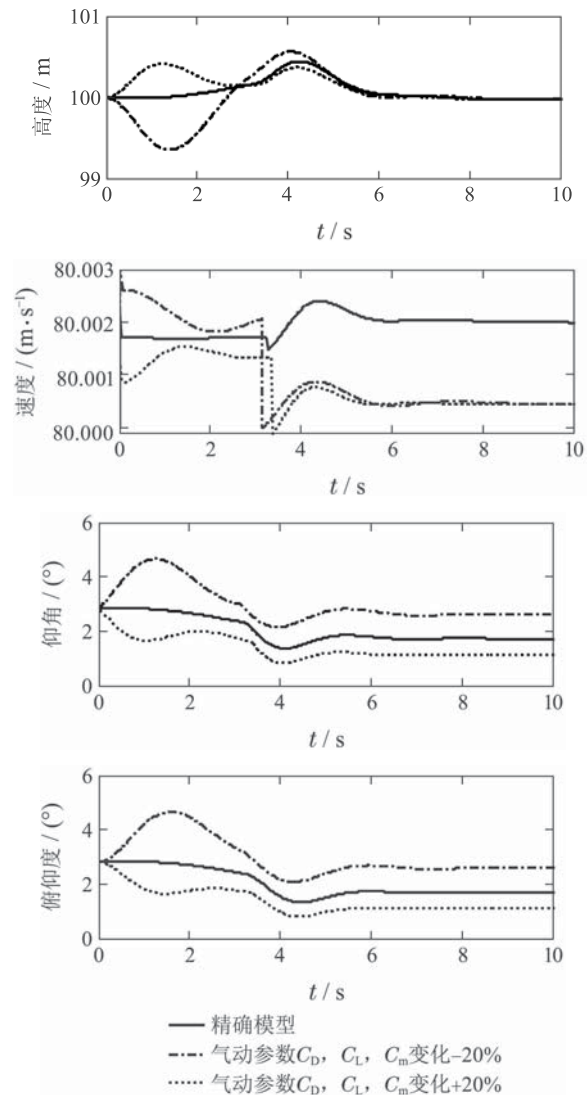 101
100
99
高度 / m
0 2 4 6 8 10
t / s
80.003
80.002
80.001
80.000
速度 / (m·s⁻¹)
0 2 4 6 8 10
t / s
6
4
2
0
仰角 / (°)
0 2 4 6 8 10
t / s
6
4
2
0
俯仰度 / (°)
0 2 4 6 8 10
t / s
精确模型
气动参数C_D，C_L，C_m变化−20%
气动参数C_D，C_L，C_m变化+20%